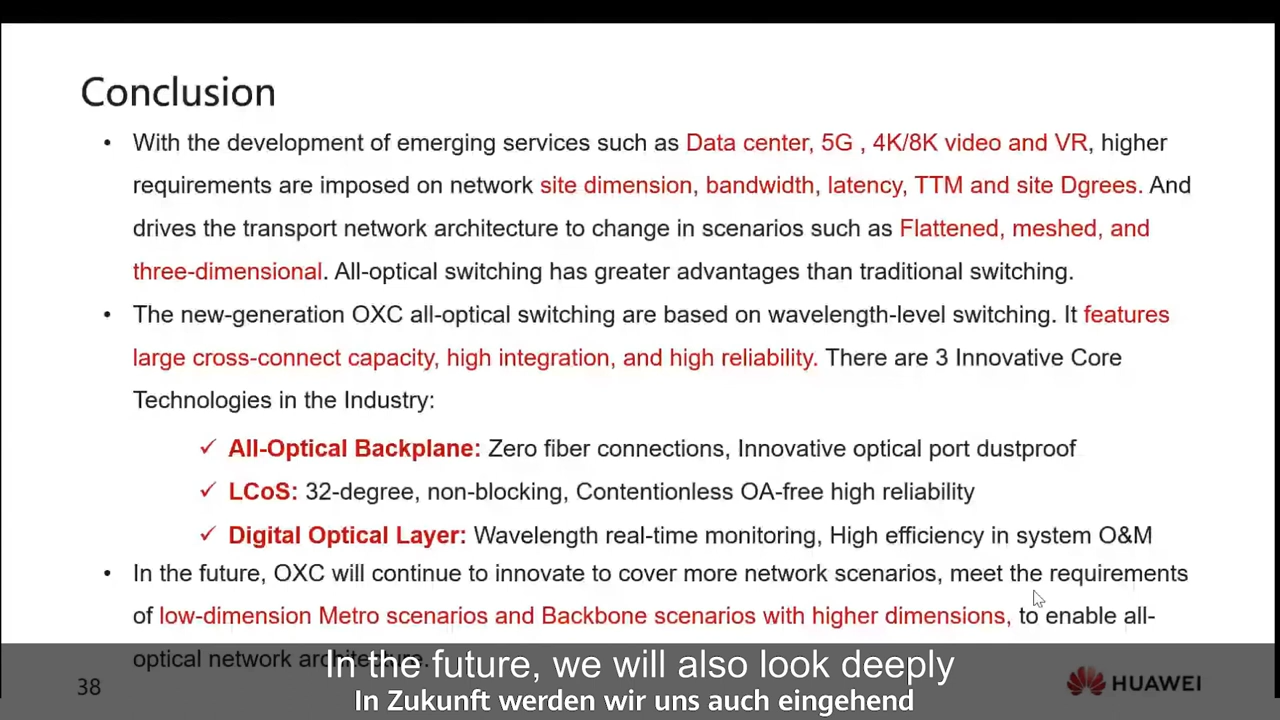 Conclusion
• With the development of emerging services such as Data center, 5G , 4K/8K video and VR, higher
requirements are imposed on network site dimension, bandwidth, latency, TTM and site Dgrees. And
drives the transport network architecture to change in scenarios such as Flattened, meshed, and
three-dimensional. All-optical switching has greater advantages than traditional switching.
• The new-generation OXC all-optical switching are based on wavelength-level switching. It features
large cross-connect capacity, high integration, and high reliability. There are 3 Innovative Core
Technologies in the Industry:
✓ All-Optical Backplane: Zero fiber connections, Innovative optical port dustproof
✓ LCoS: 32-degree, non-blocking, Contentionless OA-free high reliability
✓ Digital Optical Layer: Wavelength real-time monitoring, High efficiency in system O&M
• In the future, OXC will continue to innovate to cover more network scenarios, meet the requirements
of low-dimension Metro scenarios and Backbone scenarios with higher dimensions, to enable all-
optical network architecture.
In the future, we will also look deeply
In Zukunft werden wir uns auch eingehend
38
HUAWEI